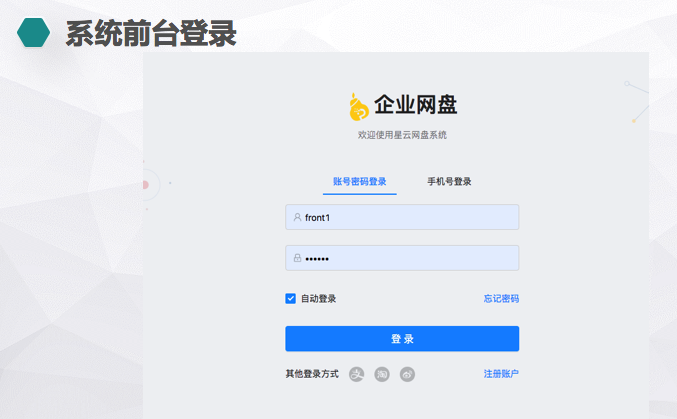 系统前台登录
企业网盘
欢迎使用星云网盘系统
账号密码登录 手机号登录
front1
••••••
自动登录 忘记密码
登 录
其他登录方式 支 淘 注册账户